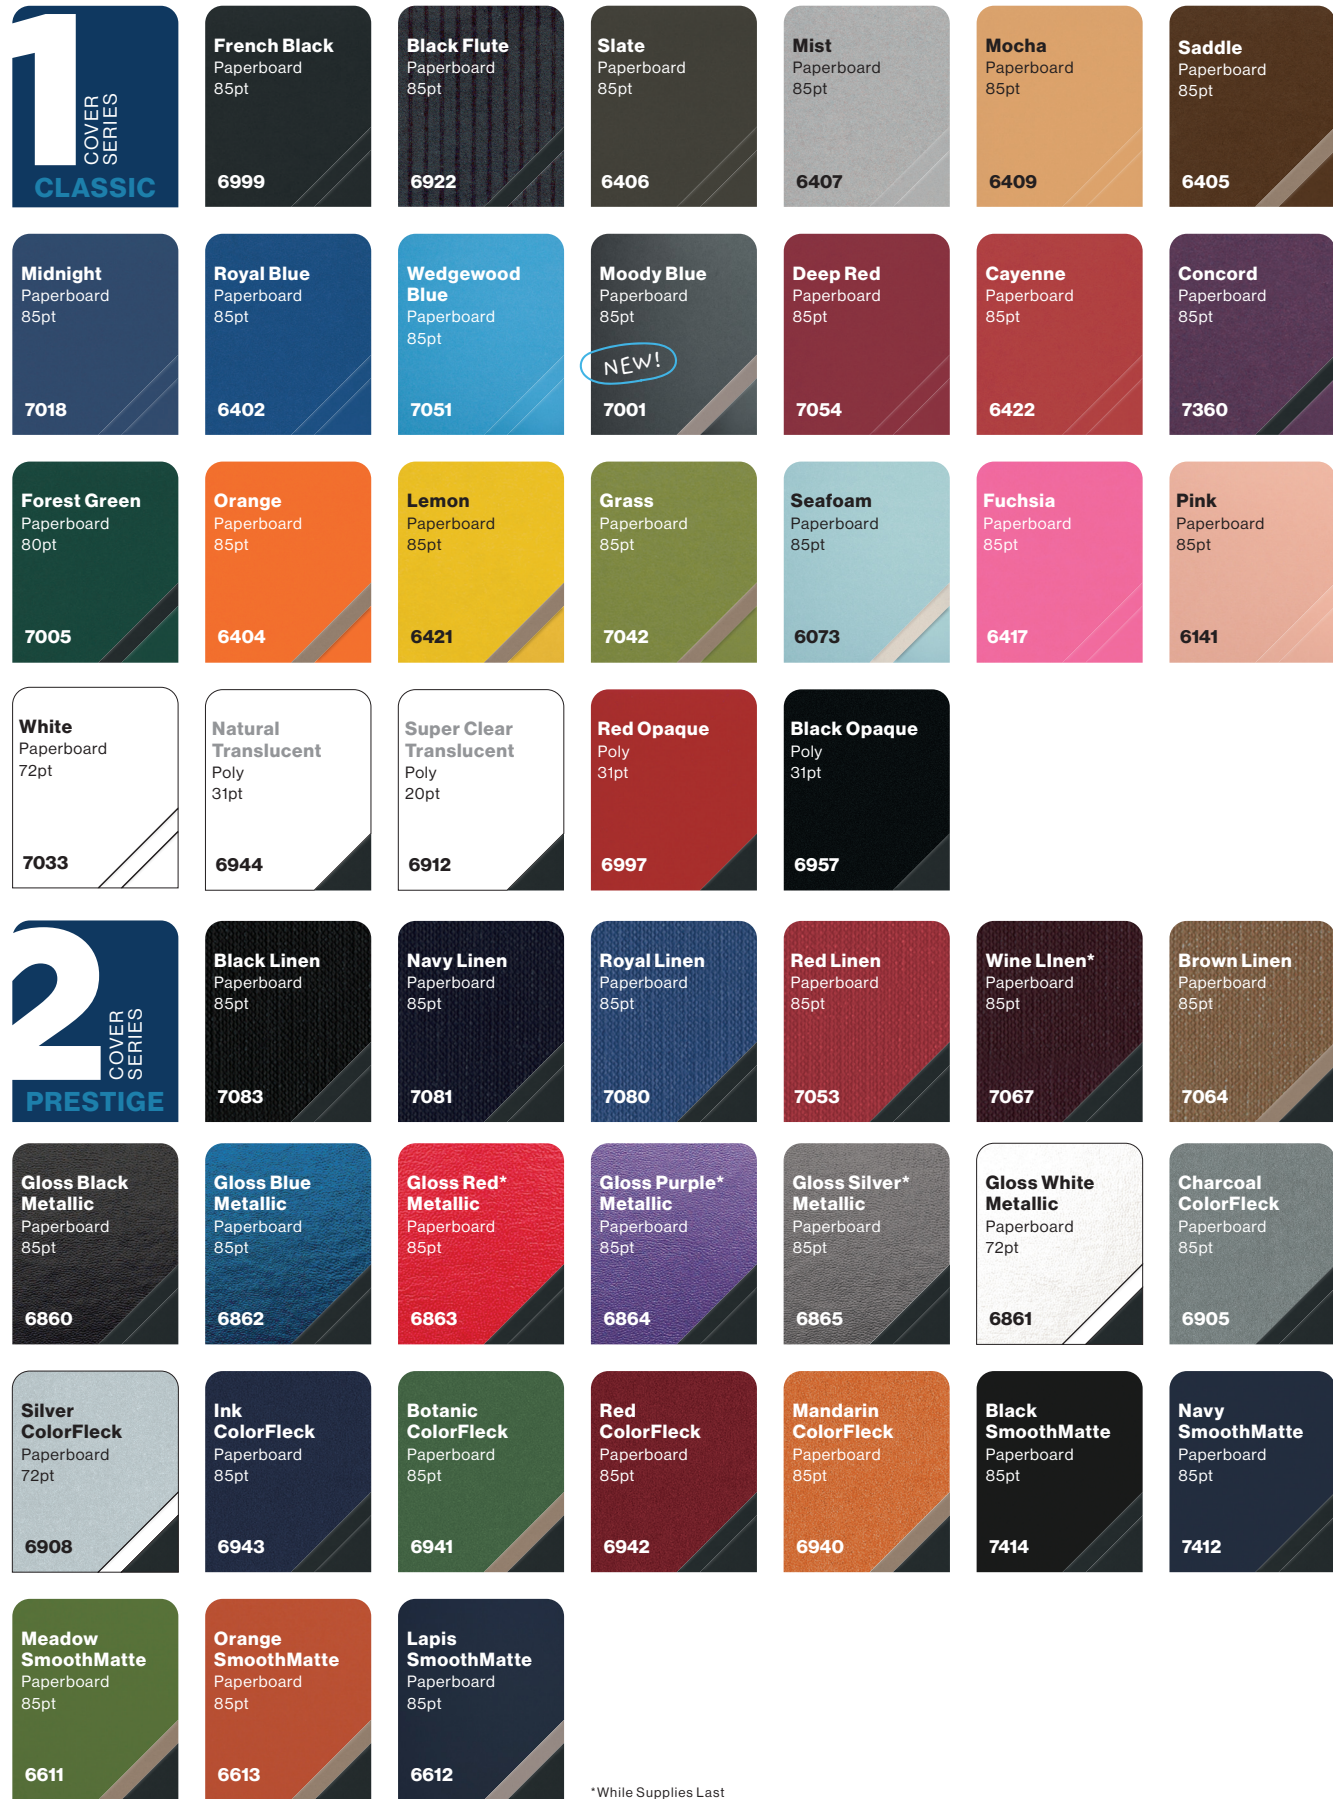 1
COVER
SERIES
CLASSIC
French Black
Paperboard
85pt
6999
Black Flute
Paperboard
85pt
6922
Slate
Paperboard
85pt
6406
Mist
Paperboard
85pt
6407
Mocha
Paperboard
85pt
6409
Saddle
Paperboard
85pt
6405
Midnight
Paperboard
85pt
7018
Royal Blue
Paperboard
85pt
6402
Wedgewood
Blue
Paperboard
85pt
7051
Moody Blue
Paperboard
85pt
NEW!
7001
Deep Red
Paperboard
85pt
7054
Cayenne
Paperboard
85pt
6422
Concord
Paperboard
85pt
7360
Forest Green
Paperboard
80pt
7005
Orange
Paperboard
85pt
6404
Lemon
Paperboard
85pt
6421
Grass
Paperboard
85pt
7042
Seafoam
Paperboard
85pt
6073
Fuchsia
Paperboard
85pt
6417
Pink
Paperboard
85pt
6141
White
Paperboard
72pt
7033
Natural
Translucent
Poly
31pt
6944
Super Clear
Translucent
Poly
20pt
6912
Red Opaque
Poly
31pt
6997
Black Opaque
Poly
31pt
6957
2
COVER
SERIES
PRESTIGE
Black Linen
Paperboard
85pt
7083
Navy Linen
Paperboard
85pt
7081
Royal Linen
Paperboard
85pt
7080
Red Linen
Paperboard
85pt
7053
Wine LInen*
Paperboard
85pt
7067
Brown Linen
Paperboard
85pt
7064
Gloss Black
Metallic
Paperboard
85pt
6860
Gloss Blue
Metallic
Paperboard
85pt
6862
Gloss Red*
Metallic
Paperboard
85pt
6863
Gloss Purple*
Metallic
Paperboard
85pt
6864
Gloss Silver*
Metallic
Paperboard
85pt
6865
Gloss White
Metallic
Paperboard
72pt
6861
Charcoal
ColorFleck
Paperboard
85pt
6905
Silver
ColorFleck
Paperboard
72pt
6908
Ink
ColorFleck
Paperboard
85pt
6943
Botanic
ColorFleck
Paperboard
85pt
6941
Red
ColorFleck
Paperboard
85pt
6942
Mandarin
ColorFleck
Paperboard
85pt
6940
Black
SmoothMatte
Paperboard
85pt
7414
Navy
SmoothMatte
Paperboard
85pt
7412
Meadow
SmoothMatte
Paperboard
85pt
6611
Orange
SmoothMatte
Paperboard
85pt
6613
Lapis
SmoothMatte
Paperboard
85pt
6612
*While Supplies Last